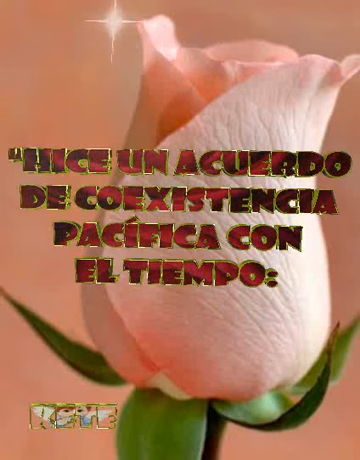 "HICE UN ACUERDO
DE COEXISTENCIA
PACÍFICA CON
EL TIEMPO: